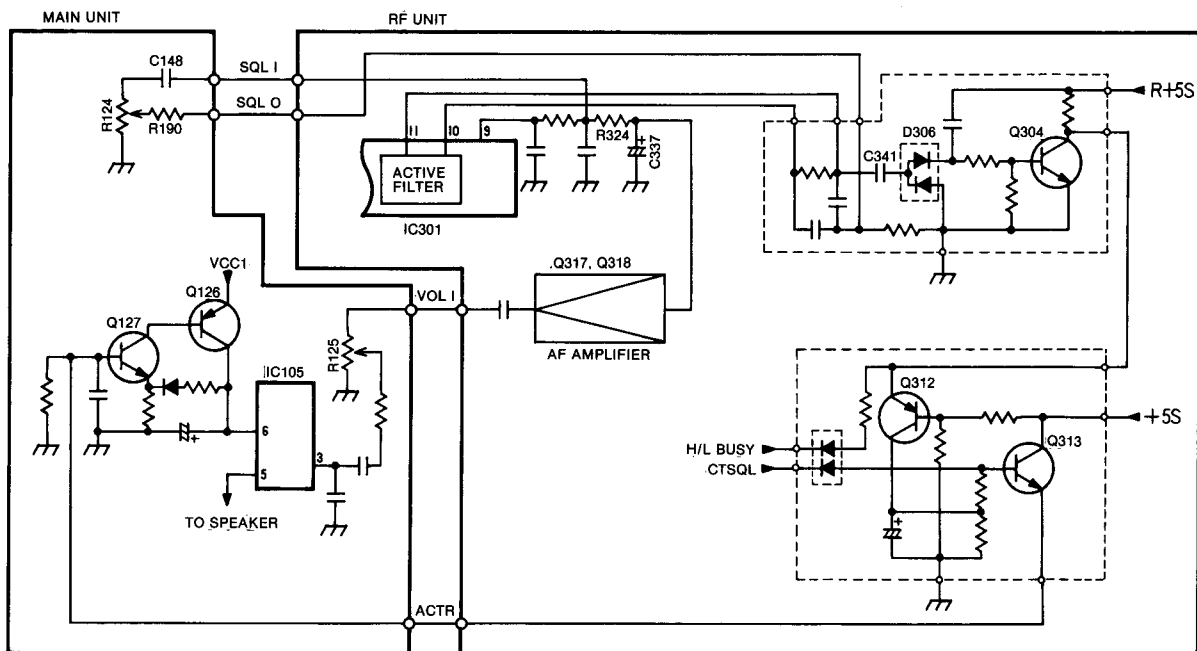 MAIN UNIT
RF UNIT
C148
SQL I
SQL O
R124
R190
11
10
9
R324
C337
ACTIVE
FILTER
IC301
R+5S
D306
Q304
C341
VCC1
Q126
Q127
VOL I
Q317, Q318
AF AMPLIFIER
R125
IC105
6
3
5
TO SPEAKER
Q312
+5S
Q313
H/L BUSY
CTSQL
ACTR